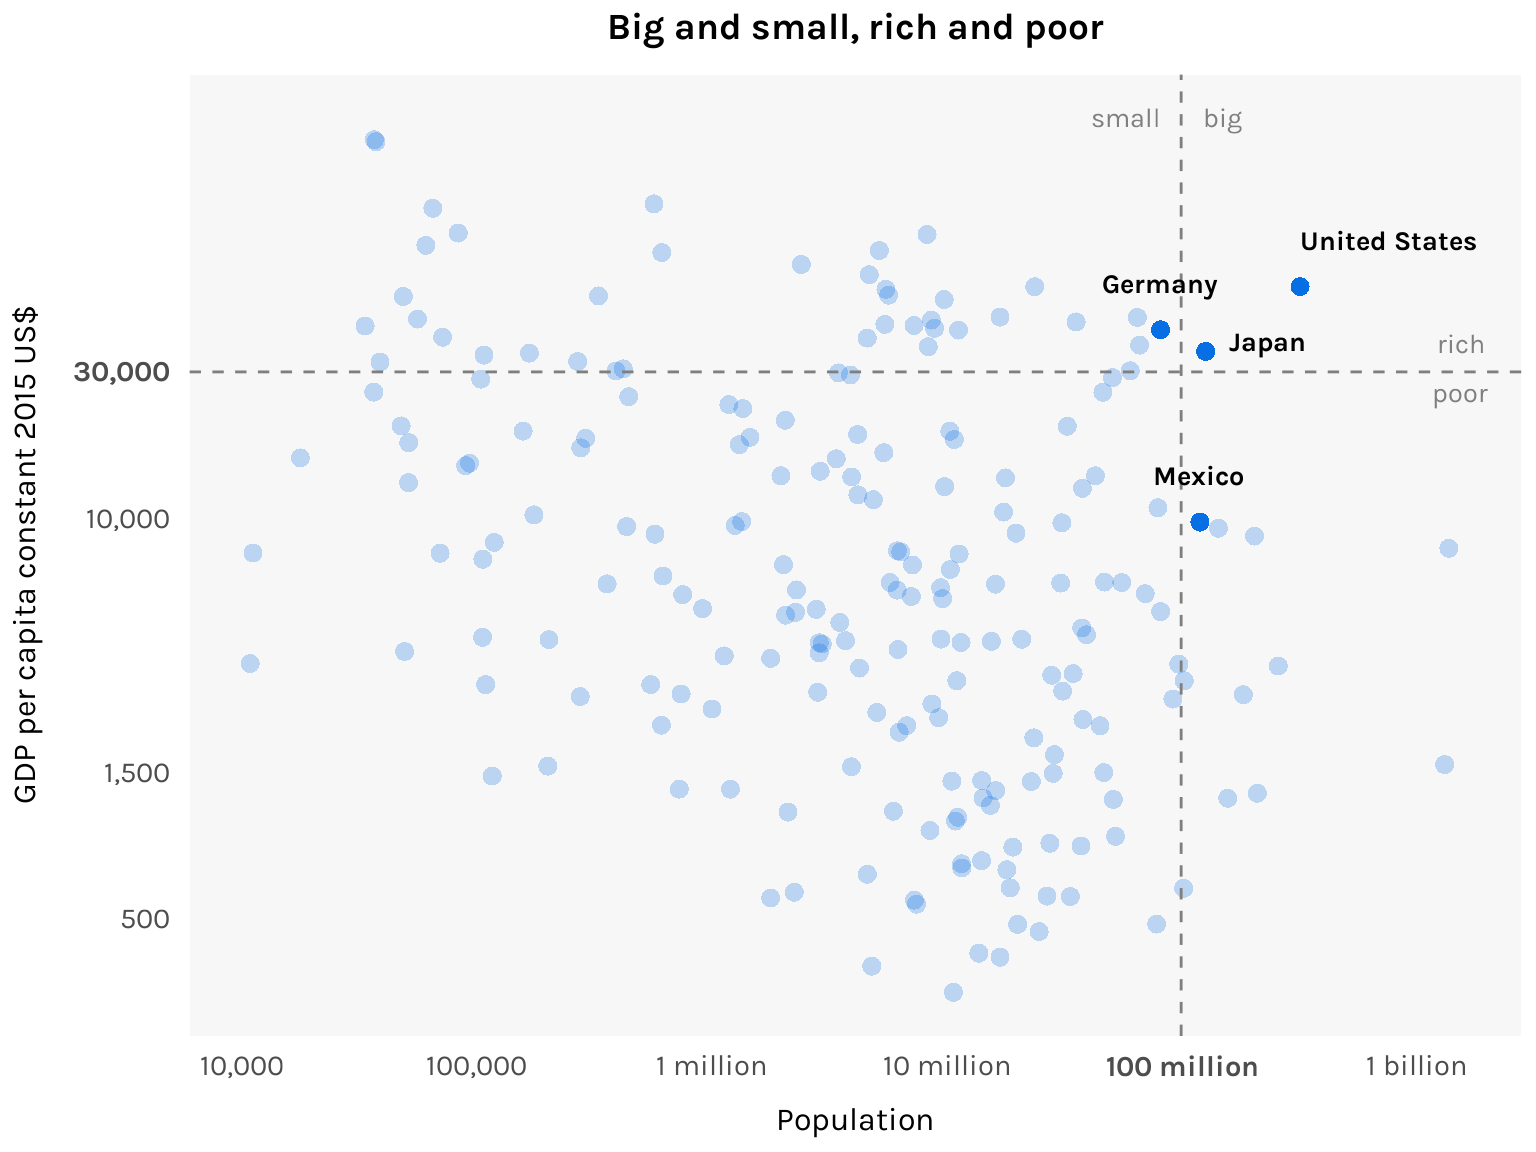 Big and small, rich and poor
small
big
United States
Germany
Japan
rich
30,000
poor
Mexico
10,000
GDP per capita constant 2015 US$
1,500
500
10,000
100,000
1 million
10 million
100 million
1 billion
Population